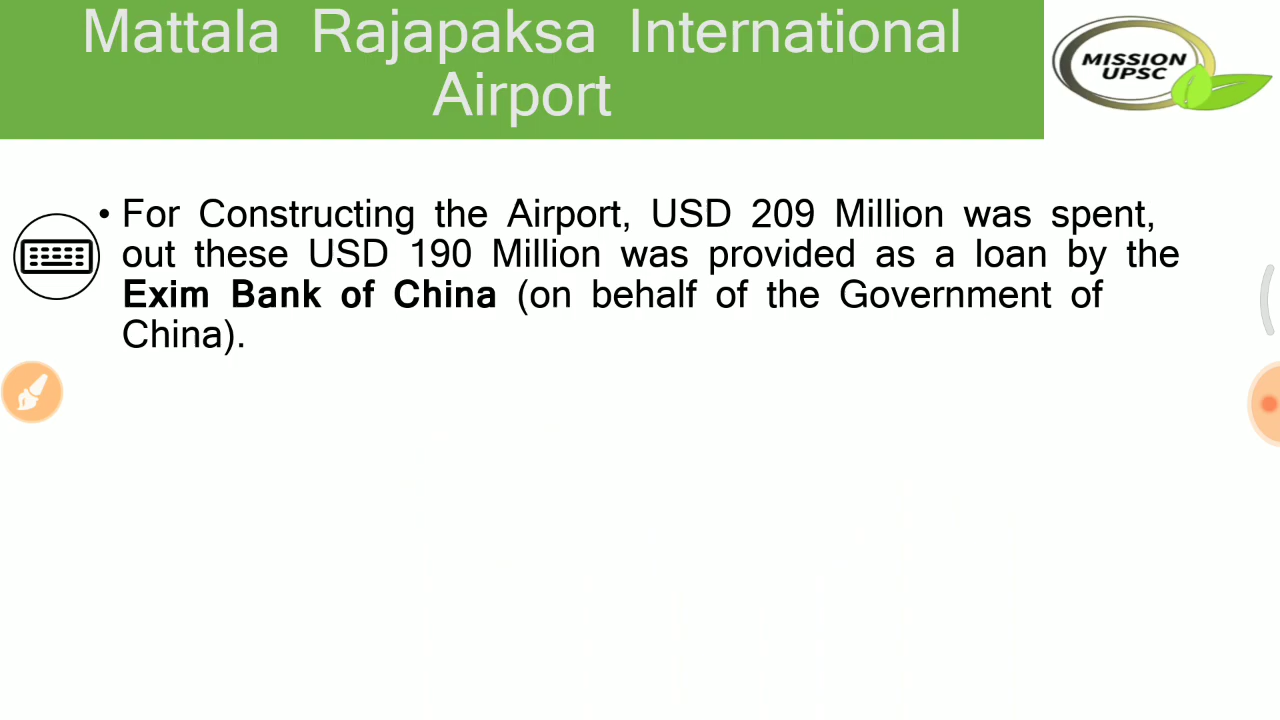 Mattala Rajapaksa International
Airport
MISSION
UPSC
• For Constructing the Airport, USD 209 Million was spent,
out these USD 190 Million was provided as a loan by the
Exim Bank of China (on behalf of the Government of
China).